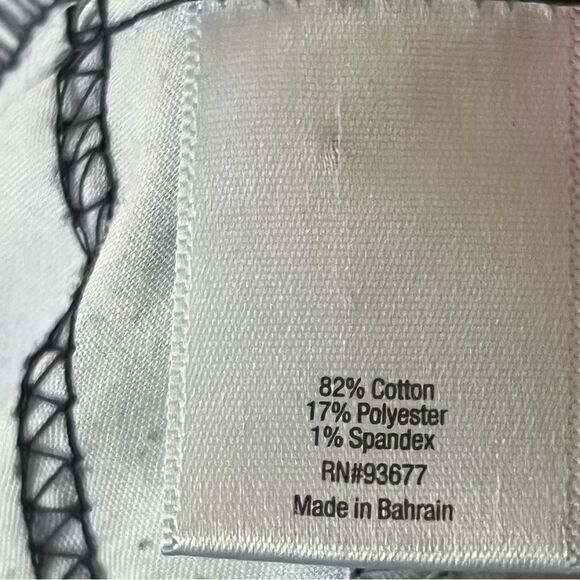 82% Cotton
17% Polyester
1% Spandex
RN#93677
Made in Bahrain